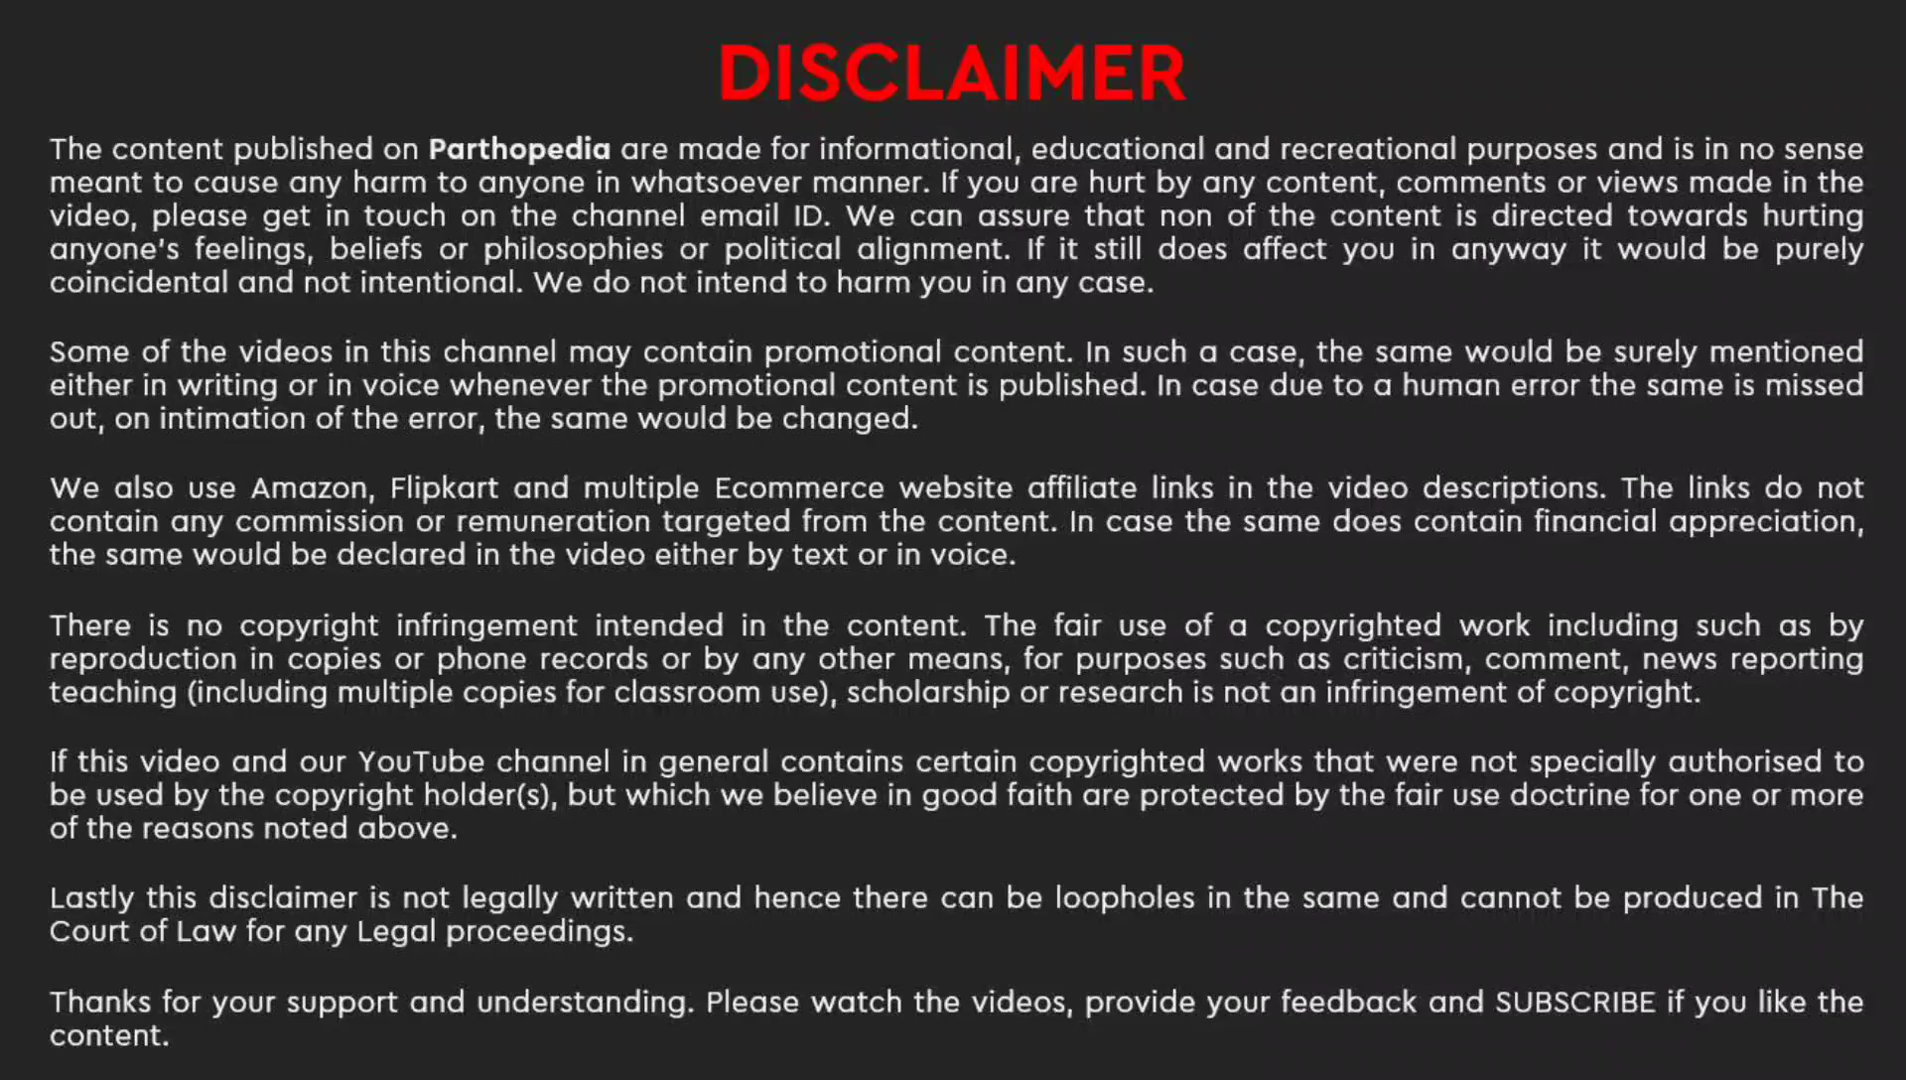 DISCLAIMER
The content published on Parthopedia are made for informational, educational and recreational purposes and is in no sense
meant to cause any harm to anyone in whatsoever manner. If you are hurt by any content, comments or views made in the
video, please get in touch on the channel email ID. We can assure that non of the content is directed towards hurting
anyone's feelings, beliefs or philosophies or political alignment. If it still does affect you in anyway it would be purely
coincidental and not intentional. We do not intend to harm you in any case.
Some of the videos in this channel may contain promotional content. In such a case, the same would be surely mentioned
either in writing or in voice whenever the promotional content is published. In case due to a human error the same is missed
out, on intimation of the error, the same would be changed.
We also use Amazon, Flipkart and multiple Ecommerce website affiliate links in the video descriptions. The links do not
contain any commission or remuneration targeted from the content. In case the same does contain financial appreciation,
the same would be declared in the video either by text or in voice.
There is no copyright infringement intended in the content. The fair use of a copyrighted work including such as by
reproduction in copies or phone records or by any other means, for purposes such as criticism, comment, news reporting
teaching (including multiple copies for classroom use), scholarship or research is not an infringement of copyright.
If this video and our YouTube channel in general contains certain copyrighted works that were not specially authorised to
be used by the copyright holder(s), but which we believe in good faith are protected by the fair use doctrine for one or more
of the reasons noted above.
Lastly this disclaimer is not legally written and hence there can be loopholes in the same and cannot be produced in The
Court of Law for any Legal proceedings.
Thanks for your support and understanding. Please watch the videos, provide your feedback and SUBSCRIBE if you like the
content.